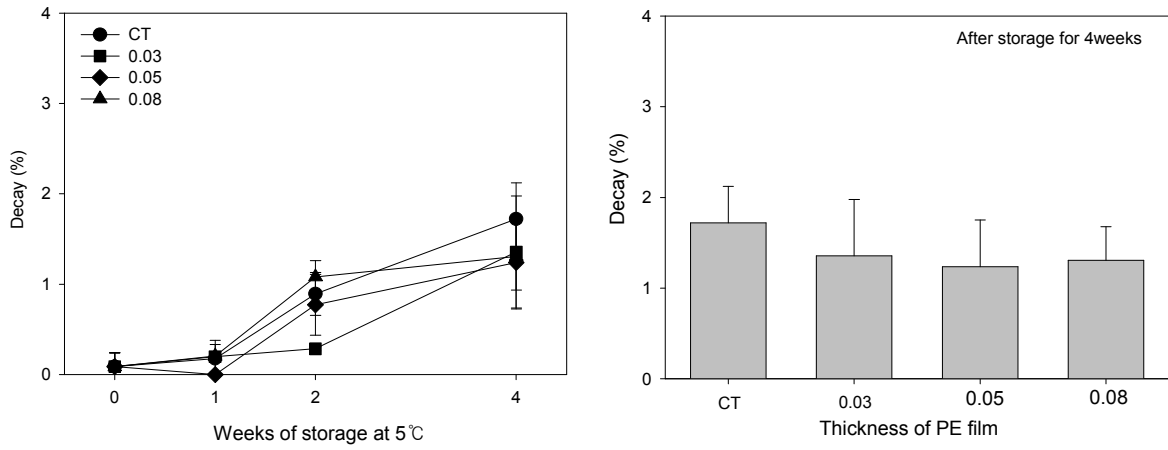 4
3
2
1
0
Decay (%)
CT
0.03
0.05
0.08
0 1 2 4
Weeks of storage at 5℃
4
3
2
1
0
Decay (%)
After storage for 4weeks
CT 0.03 0.05 0.08
Thickness of PE film